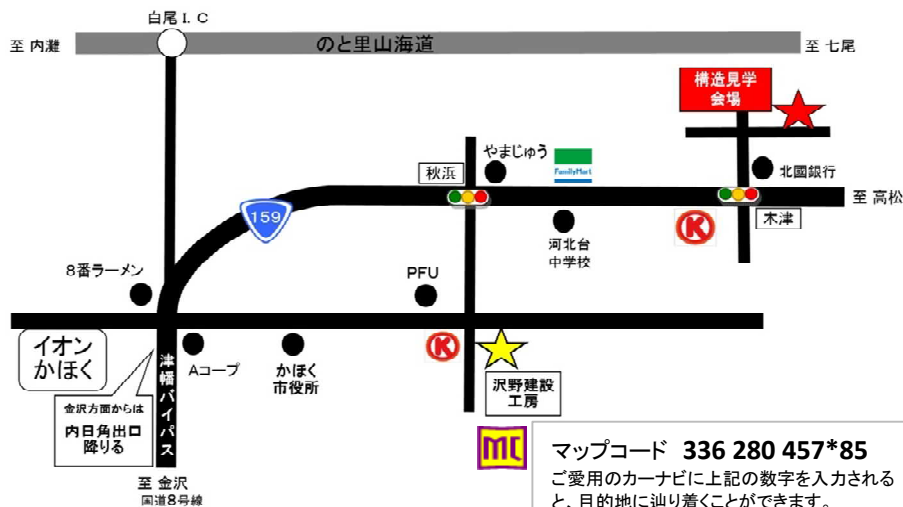 白尾I.C
至 内灘
のと里山海道
至 七尾
構造見学
会場
やまじゅう
秋浜
FamilyMart
北國銀行
至 高松
159
K
木津
河北台
中学校
8番ラーメン
PFU
イオン
かほく
K
Aコープ
かほく
市役所
津幡バイパス
沢野建設
工房
金沢方面からは
内日角出口
降りる
mc
マップコード 336 280 457*85
ご愛用のカーナビに上記の数字を入力される
と、目的地に辿り着くことができます。
至 金沢
国道8号線